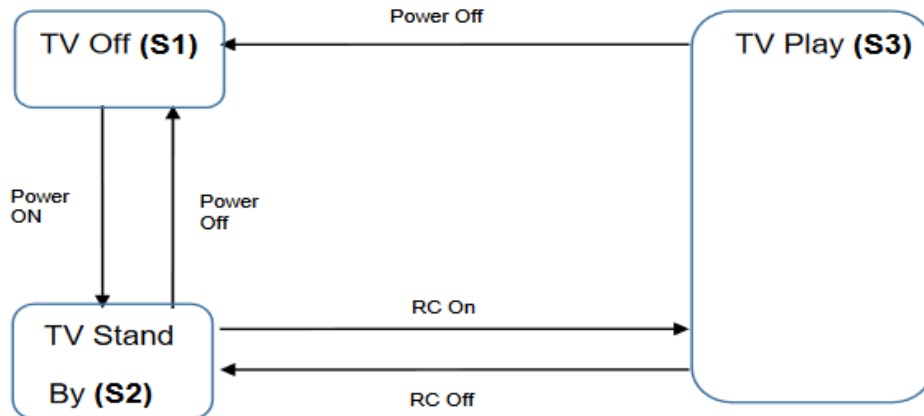 Power Off
TV Off (S1)
TV Play (S3)
Power
ON
Power
Off
RC On
TV Stand
By (S2)
RC Off